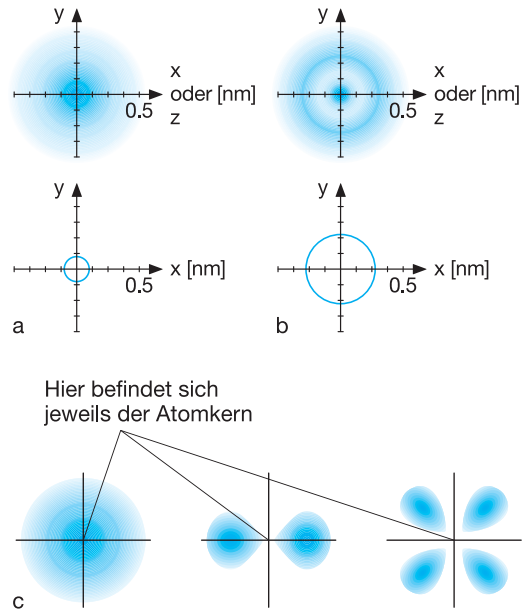 y
x
oder [nm]
z
0.5
y
x
oder [nm]
z
0.5
y
x [nm]
0.5
a
y
x [nm]
0.5
b
Hier befindet sich
jeweils der Atomkern
c